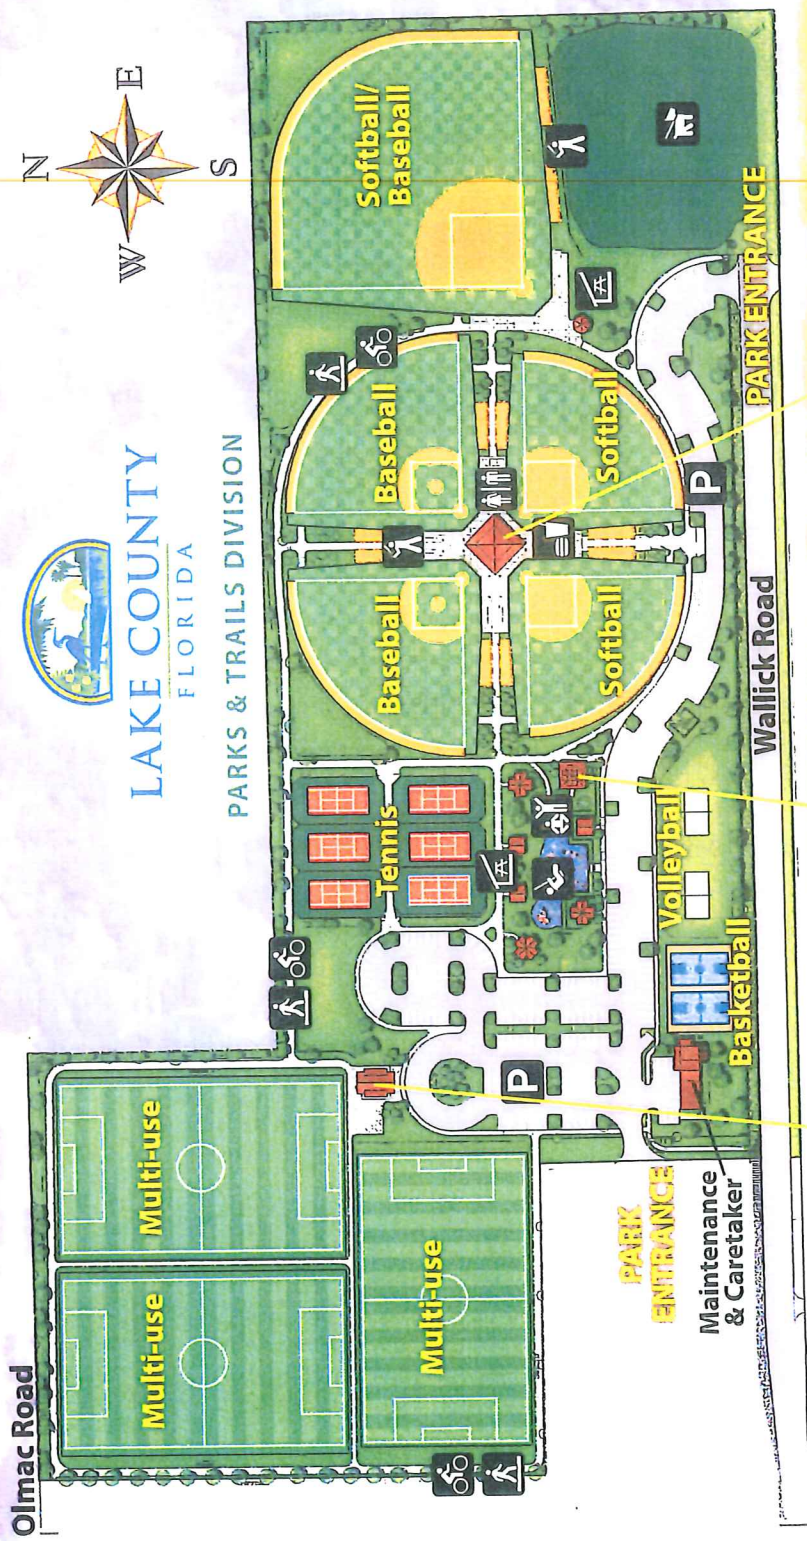 Olmac Road
N
E
S
W
LAKE COUNTY
FLORIDA
PARKS & TRAILS DIVISION
Multi-use
Multi-use
Multi-use
Tennis
Baseball
Baseball
Softball/
Baseball
Softball
Softball
P
P
Volleyball
Basketball
PARK
ENTRANCE
Maintenance
& Caretaker
PARK ENTRANCE
Wallick Road